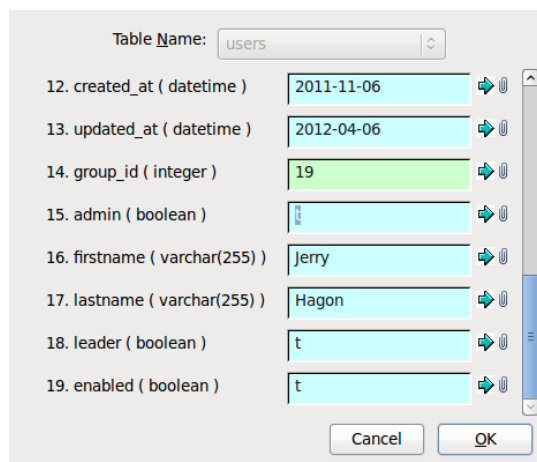 Table Name: users
12. created_at ( datetime ) 2011-11-06
13. updated_at ( datetime ) 2012-04-06
14. group_id ( integer ) 19
15. admin ( boolean ) t
16. firstname ( varchar(255) ) Jerry
17. lastname ( varchar(255) ) Hagon
18. leader ( boolean ) t
19. enabled ( boolean ) t
Cancel OK